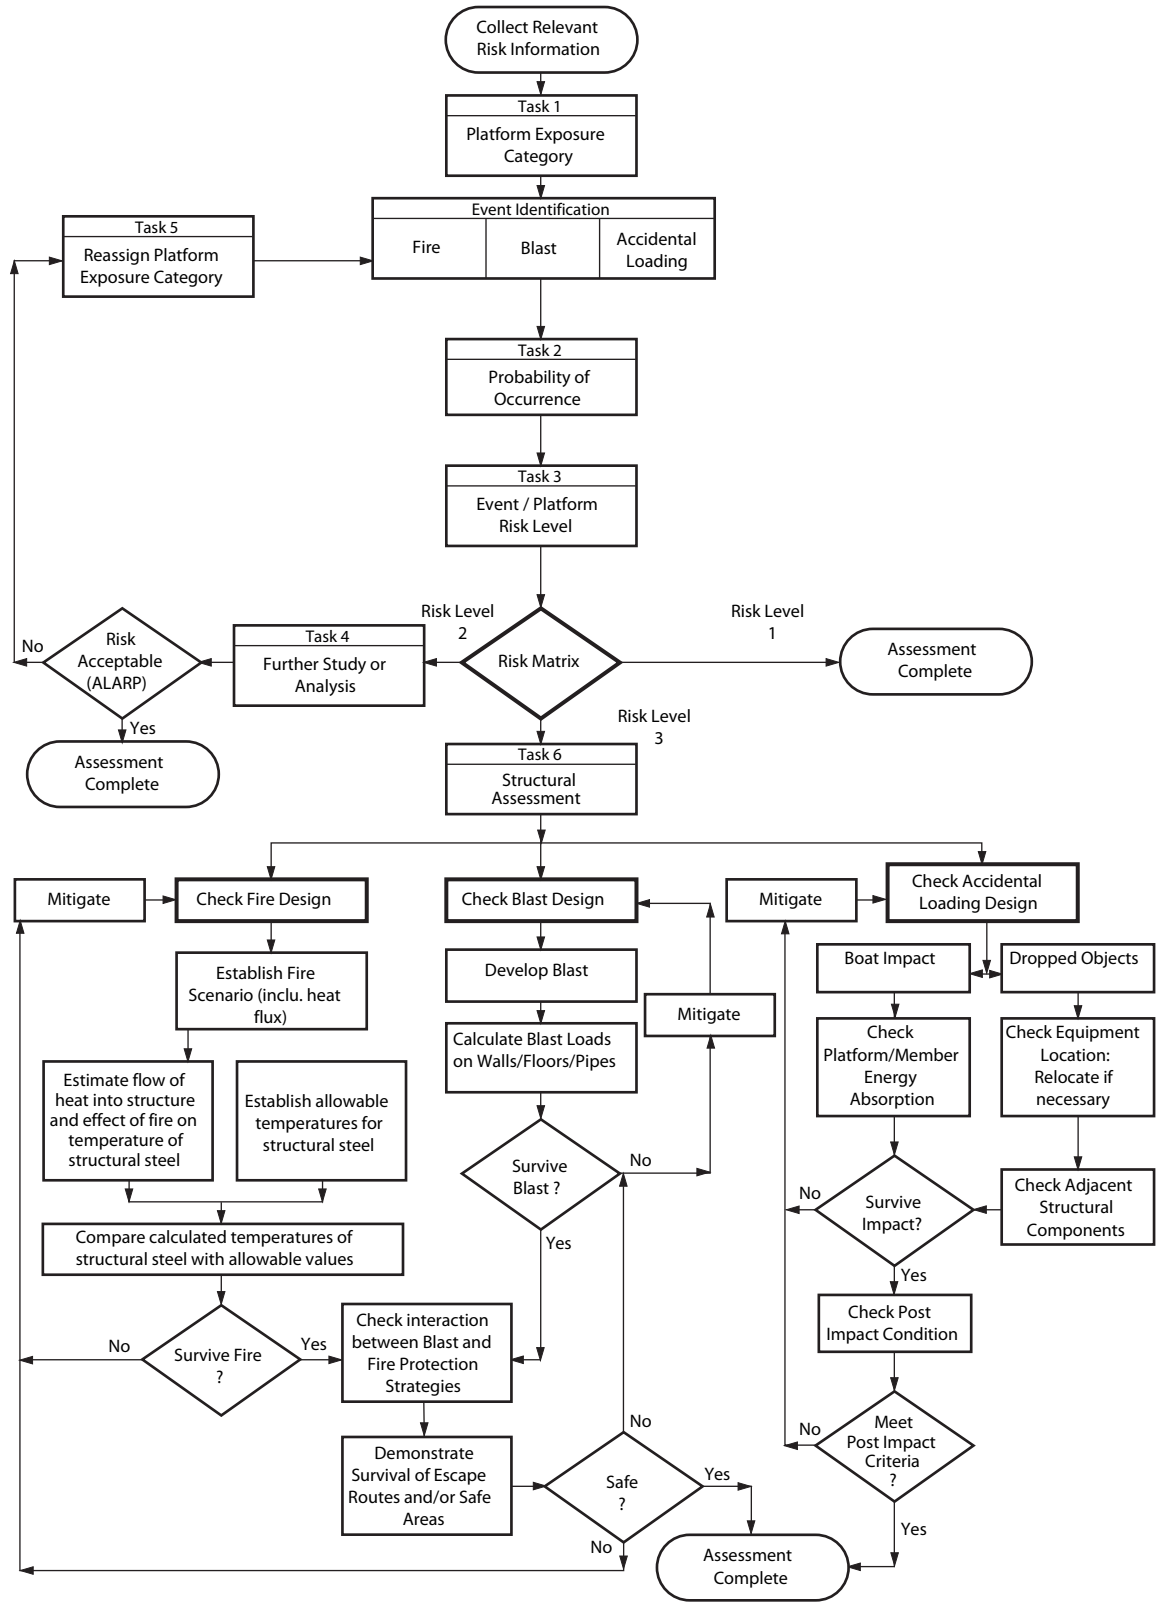 Collect Relevant
Risk Information
Task 1
Platform Exposure
Category
Event Identification
Fire
Blast
Accidental
Loading
Task 5
Reassign Platform
Exposure Category
Task 2
Probability of
Occurrence
Task 3
Event / Platform
Risk Level
Risk Matrix
Risk Level
1
Assessment
Complete
Risk Level
2
Task 4
Further Study or
Analysis
Risk
Acceptable
(ALARP)
No
Yes
Assessment
Complete
Risk Level
3
Task 6
Structural
Assessment
Mitigate
Check Fire Design
Establish Fire
Scenario (inclu. heat
flux)
Estimate flow of
heat into structure
and effect of fire on
temperature of
structural steel
Establish allowable
temperatures for
structural steel
Compare calculated temperatures of
structural steel with allowable values
Survive Fire
?
No
Yes
Check Blast Design
Develop Blast
Calculate Blast Loads
on Walls/Floors/Pipes
Mitigate
Survive
Blast ?
No
Yes
Check interaction
between Blast and
Fire Protection
Strategies
Demonstrate
Survival of Escape
Routes and/or Safe
Areas
Safe
?
No
Yes
No
Mitigate
Check Accidental
Loading Design
Boat Impact
Dropped Objects
Check
Platform/Member
Energy
Absorption
Check Equipment
Location:
Relocate if
necessary
Survive
Impact?
No
Yes
Check Adjacent
Structural
Components
Check Post
Impact Condition
Meet
Post Impact
Criteria
?
No
Yes
Assessment
Complete